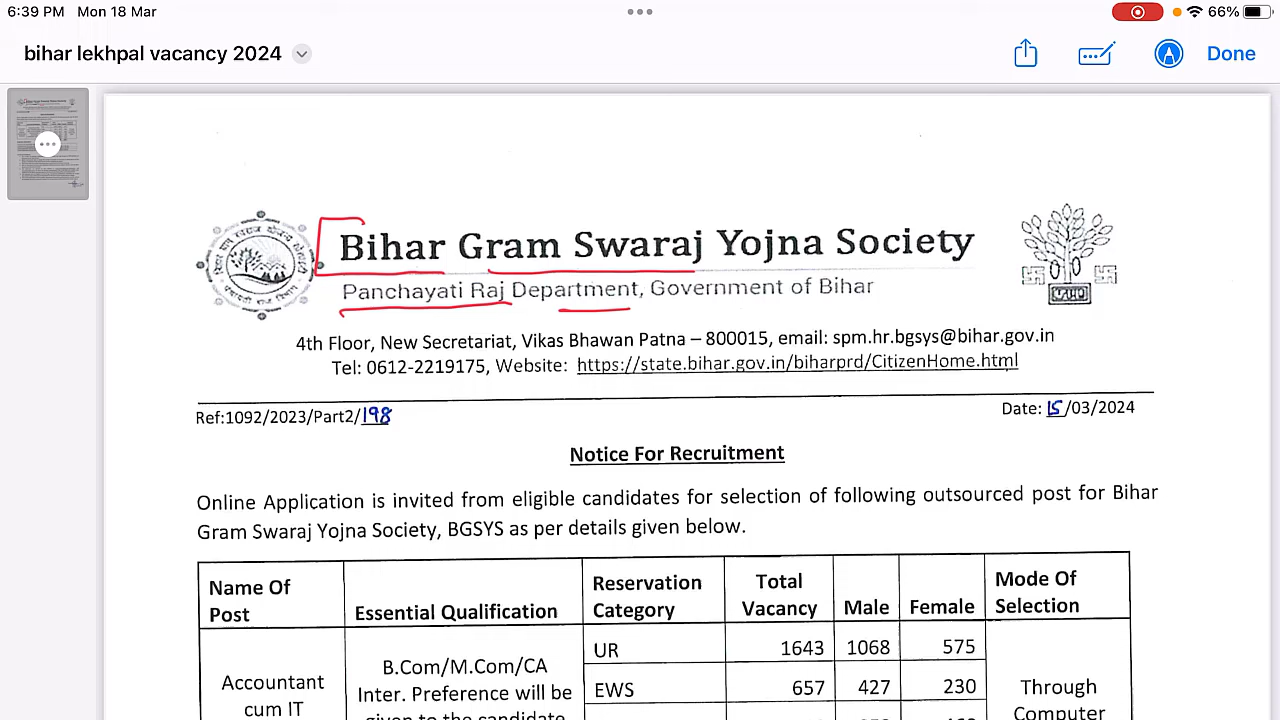 6:39 PM Mon 18 Mar
66%
bihar lekhpal vacancy 2024
Done
Bihar Gram Swaraj Yojna Society
Panchayati Raj Department, Government of Bihar
4th Floor, New Secretariat, Vikas Bhawan Patna – 800015, email: spm.hr.bgsys@bihar.gov.in
Tel: 0612-2219175, Website: https://state.bihar.gov.in/biharprd/CitizenHome.html
Ref:1092/2023/Part2/198
Date: 15/03/2024
Notice For Recruitment
Online Application is invited from eligible candidates for selection of following outsourced post for Bihar
Gram Swaraj Yojna Society, BGSYS as per details given below.
Name Of Post
Essential Qualification
Reservation Category
Total Vacancy
Male
Female
Mode Of Selection
Accountant
cum IT
B.Com/M.Com/CA
Inter. Preference will be
given to the candidate
UR 1643 1068 575
EWS 657 427 230
Through
Computer